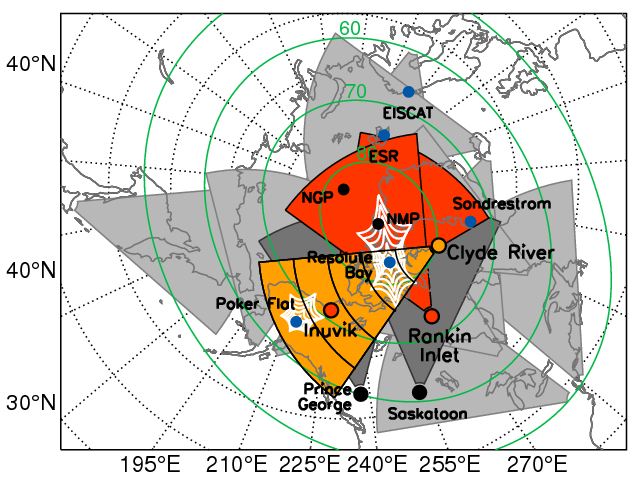 60
40°N
70
EISCAT
ESR
NGP
Sondrestrom
NMP
Resolute
Bay
Clyde River
40°N
Poker Flat
Inuvik
Rankin
Inlet
Prince
George
Saskatoon
30°N
195°E 210°E 225°E 240°E 255°E 270°E